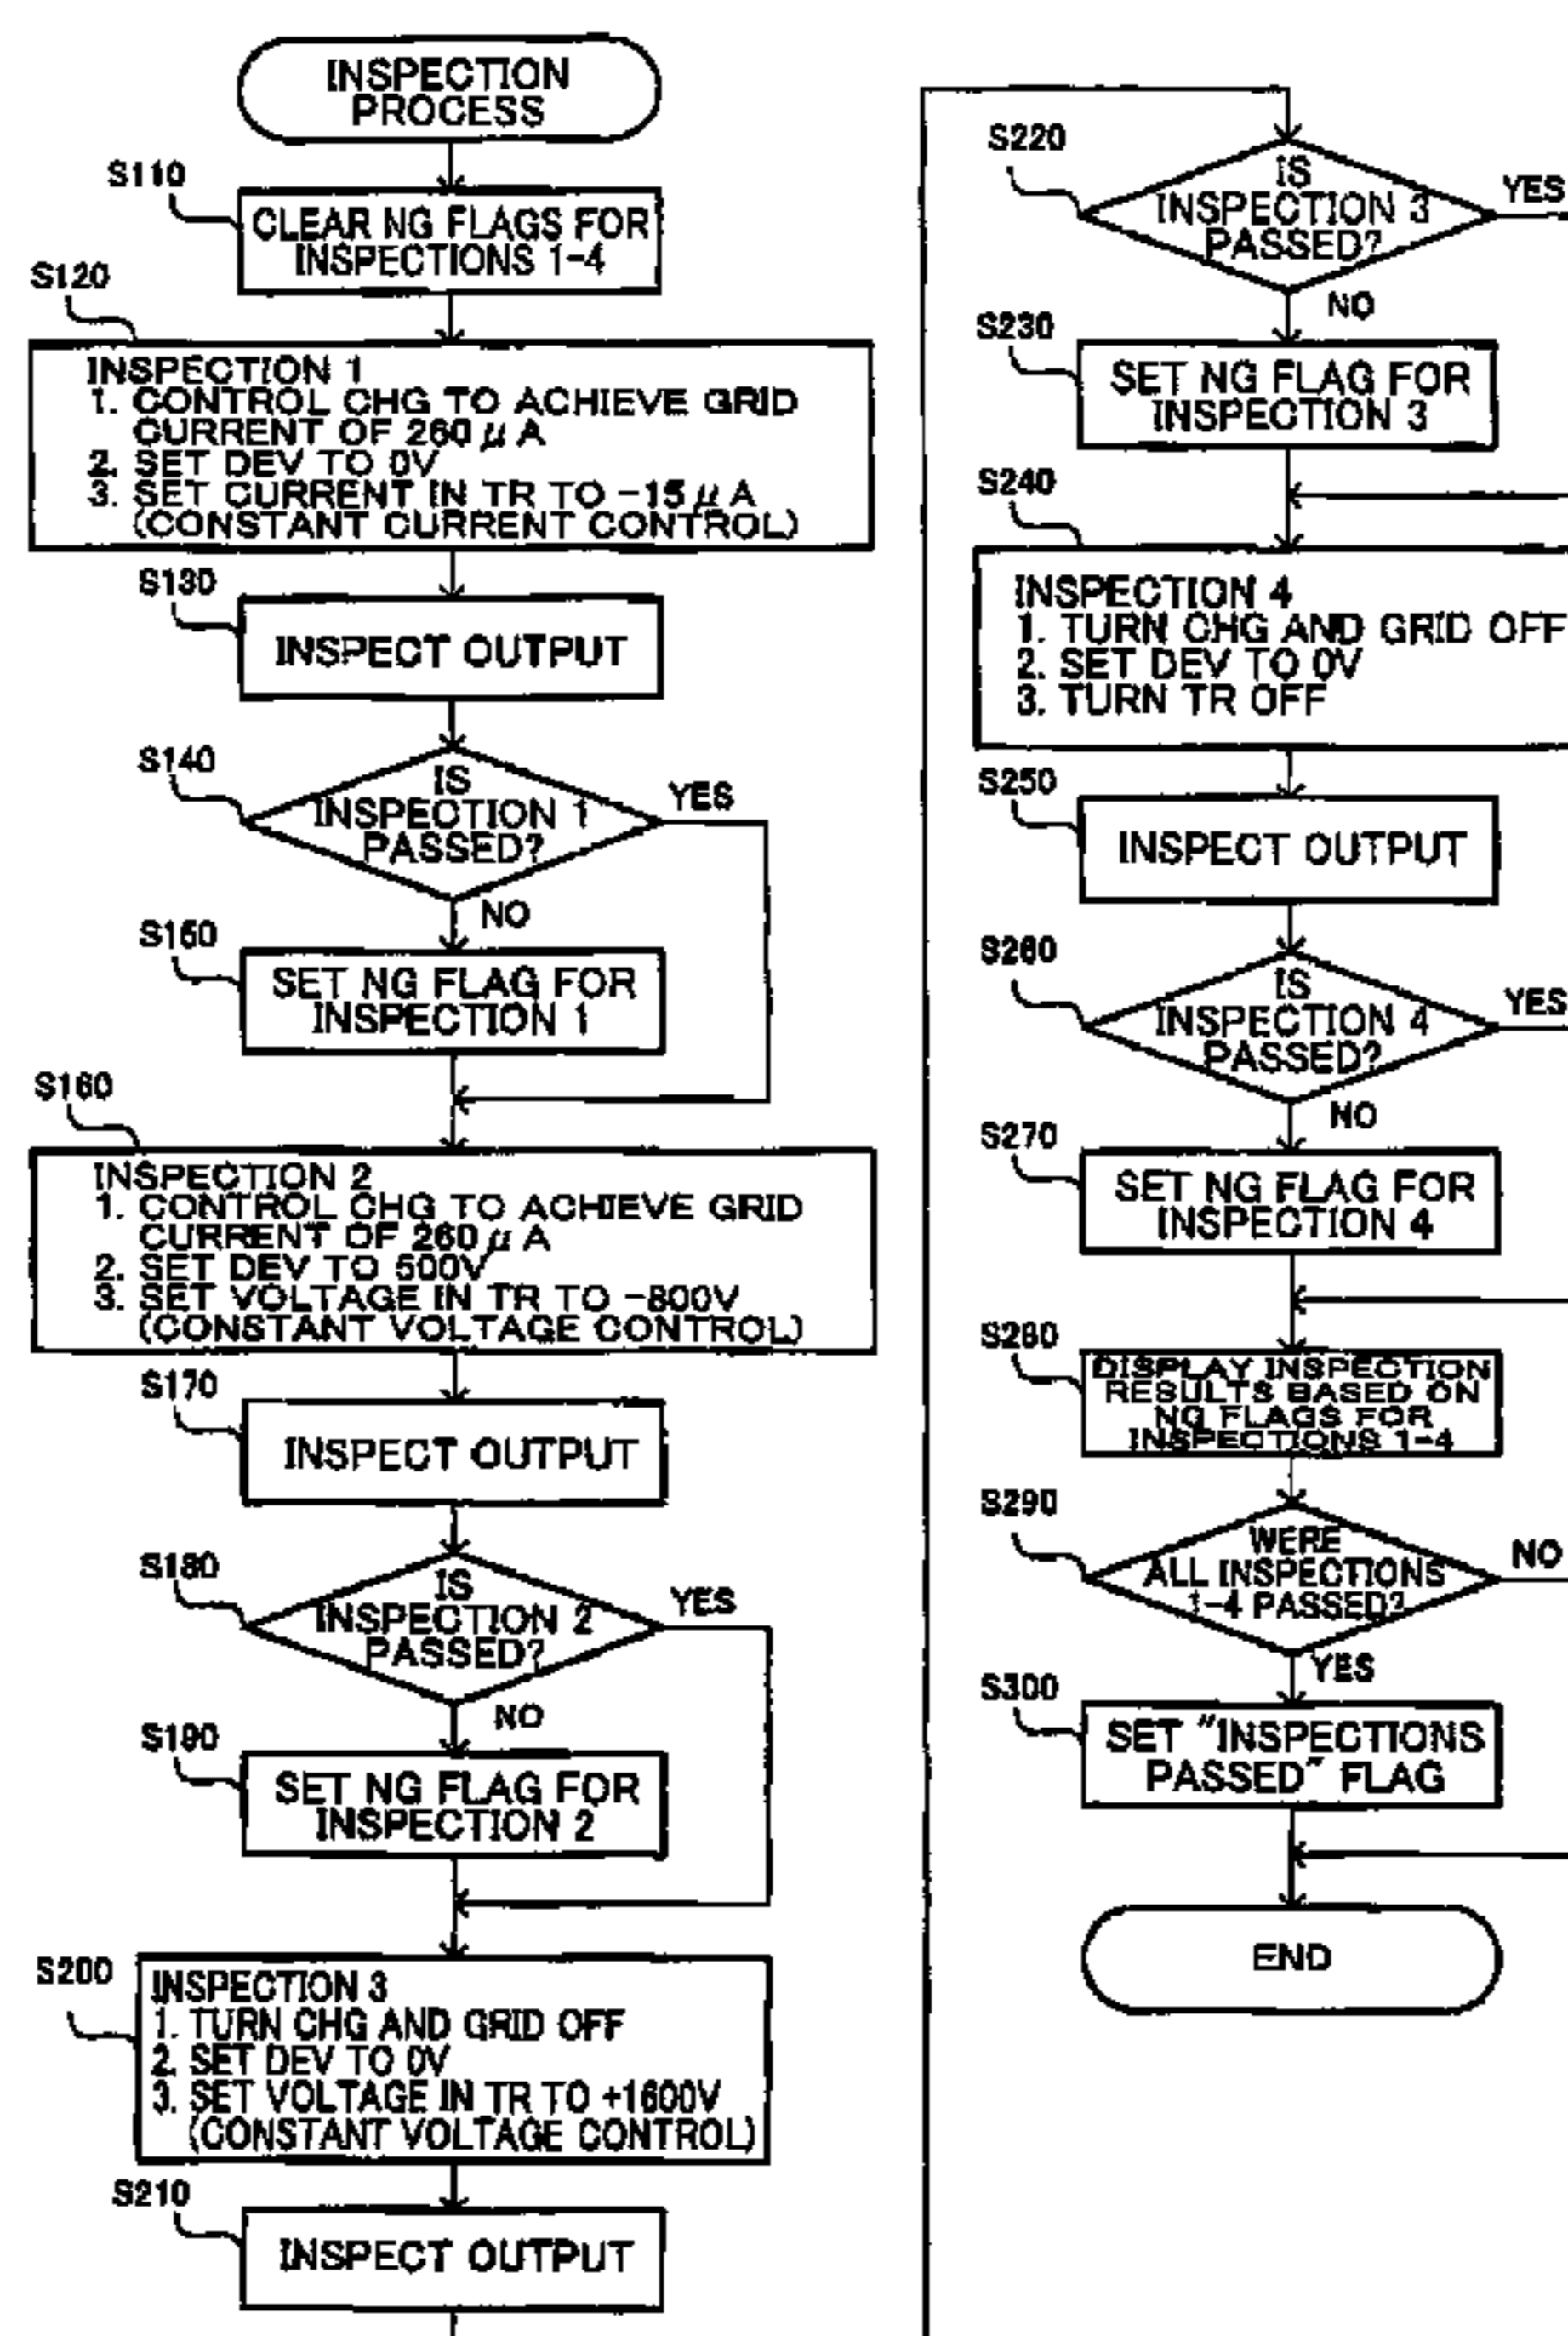 INSPECTION
PROCESS
S110
CLEAR NG FLAGS FOR
INSPECTIONS 1-4
S120
INSPECTION 1
1. CONTROL CHG TO ACHIEVE GRID
CURRENT OF 260μA
2. SET DEV TO 0V
3. SET CURRENT IN TR TO -15μA
(CONSTANT CURRENT CONTROL)
S130
INSPECT OUTPUT
S140
IS
INSPECTION 1
PASSED?
YES
NO
S150
SET NG FLAG FOR
INSPECTION 1
S160
INSPECTION 2
1. CONTROL CHG TO ACHIEVE GRID
CURRENT OF 260μA
2. SET DEV TO 500V
3. SET VOLTAGE IN TR TO -800V
(CONSTANT VOLTAGE CONTROL)
S170
INSPECT OUTPUT
S180
IS
INSPECTION 2
PASSED?
YES
NO
S190
SET NG FLAG FOR
INSPECTION 2
S200
INSPECTION 3
1. TURN CHG AND GRID OFF
2. SET DEV TO 0V
3. SET VOLTAGE IN TR TO +1600V
(CONSTANT VOLTAGE CONTROL)
S210
INSPECT OUTPUT
S220
IS
INSPECTION 3
PASSED?
YES
NO
S230
SET NG FLAG FOR
INSPECTION 3
S240
INSPECTION 4
1. TURN CHG AND GRID OFF
2. SET DEV TO 0V
3. TURN TR OFF
S250
INSPECT OUTPUT
S260
IS
INSPECTION 4
PASSED?
YES
NO
S270
SET NG FLAG FOR
INSPECTION 4
S280
DISPLAY INSPECTION
RESULTS BASED ON
NG FLAGS FOR
INSPECTIONS 1-4
S290
WERE
ALL INSPECTIONS
1-4 PASSED?
NO
YES
S300
SET "INSPECTIONS
PASSED" FLAG
END